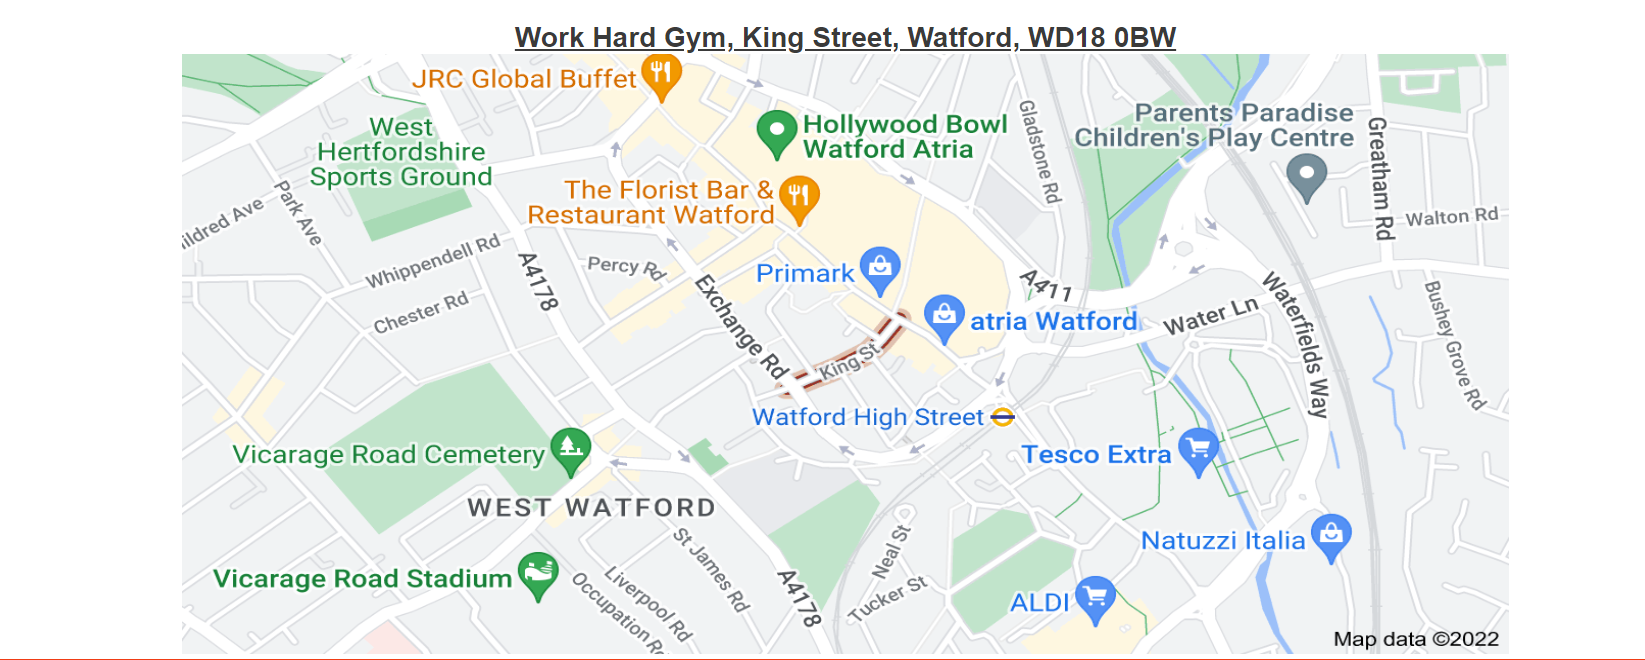 Work Hard Gym, King Street, Watford, WD18 0BW
JRC Global Buffet
West
Hertfordshire
Sports Ground
Hollywood Bowl
Watford Atria
Parents Paradise
Children's Play Centre
Gladstone Rd
Greatham Rd
Park Ave
ildred Ave
The Florist Bar &
Restaurant Watford
Walton Rd
Whippendell Rd
A4178
Percy Rd
Primark
Exchange Rd
A411
Chester Rd
atria Watford
Water Ln
Waterfields Way
Bushey Grove Rd
King St
Watford High Street
Vicarage Road Cemetery
Tesco Extra
WEST WATFORD
Natuzzi Italia
Neal St
St James Rd
Vicarage Road Stadium
Liverpool Rd
Occupation R
A4178
Tucker St
ALDI
Map data ©2022